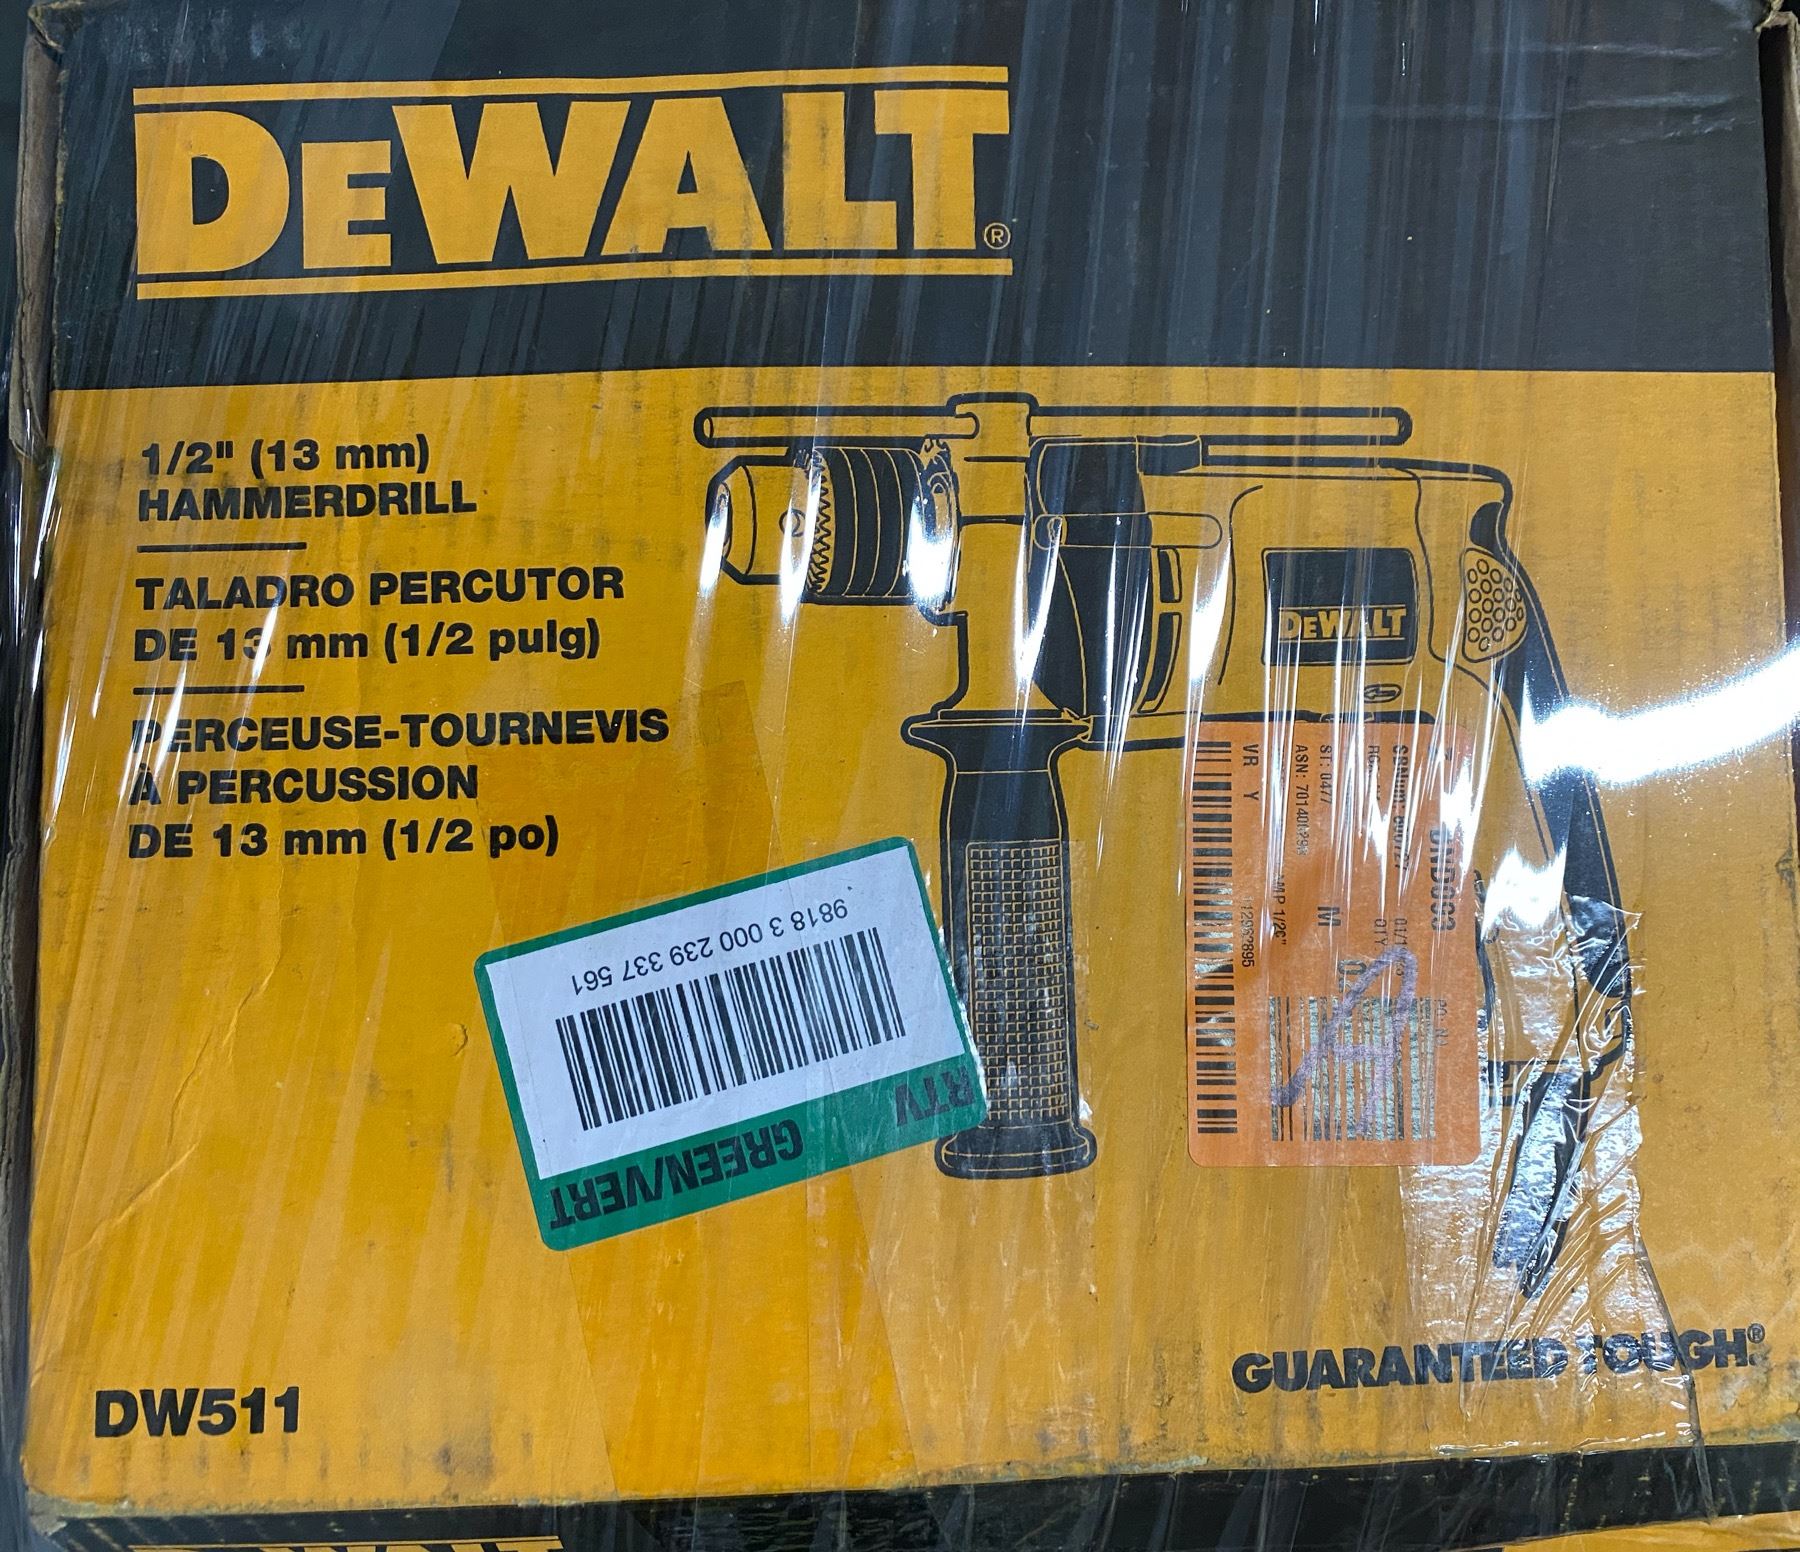 DEWALT®
1/2" (13 mm)
HAMMERDRILL
TALADRO PERCUTOR
DE 13 mm (1/2 pulg)
PERCEUSE-TOURNEVIS
À PERCUSSION
DE 13 mm (1/2 po)
DEWALT
VR Y
ST: 0477
M
QTY
9818 3 000 239 337 561
RTV
GREEN/VERT
GUARANTEED TOUGH®
DW511